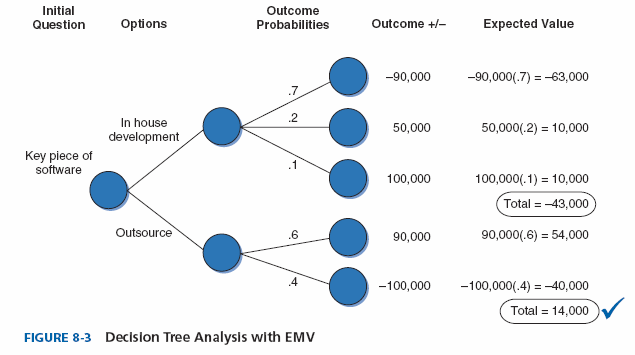 Initial
Question
Options
Outcome
Probabilities
Outcome +/–
Expected Value
.7
–90,000
–90,000(.7) = –63,000
In house
development
.2
50,000
50,000(.2) = 10,000
Key piece of
software
.1
100,000
100,000(.1) = 10,000
Total = –43,000
Outsource
.6
90,000
90,000(.6) = 54,000
.4
–100,000
–100,000(.4) = –40,000
Total = 14,000
FIGURE 8-3 Decision Tree Analysis with EMV